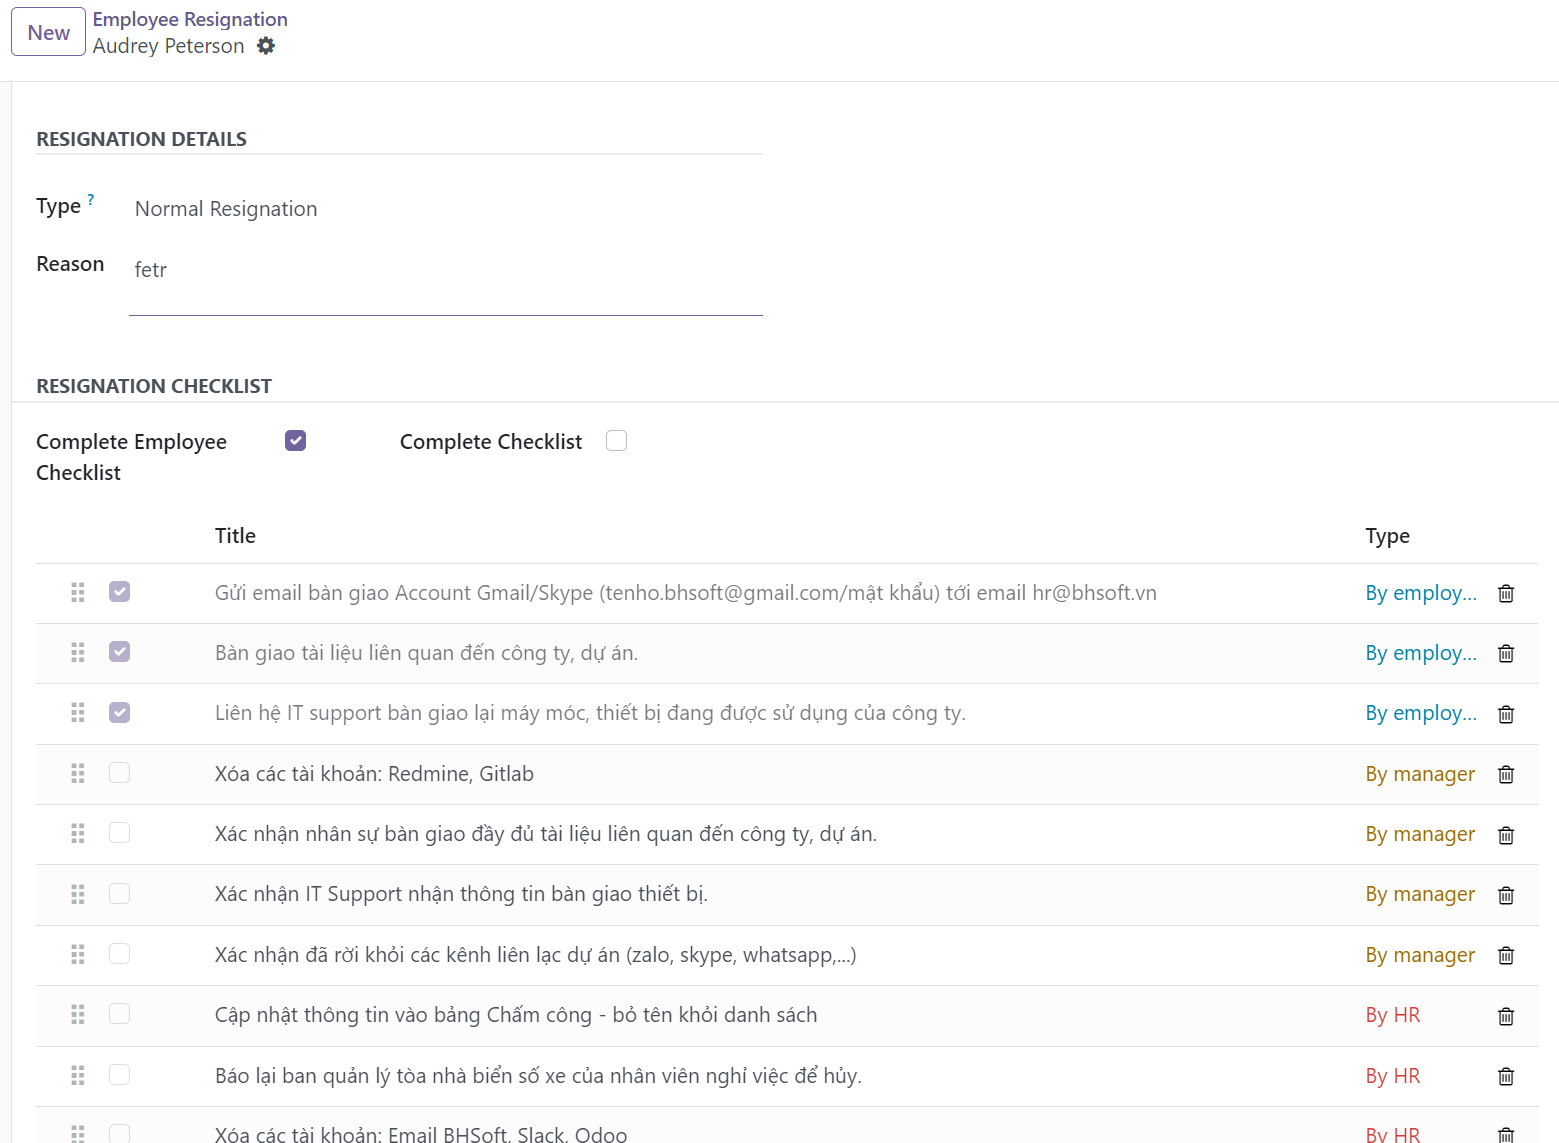 New
Employee Resignation
Audrey Peterson
RESIGNATION DETAILS
Type ? Normal Resignation
Reason fetr
RESIGNATION CHECKLIST
Complete Employee Checklist
Complete Checklist
Title Type
Gửi email bàn giao Account Gmail/Skype (tenho.bhsoft@gmail.com/mật khẩu) tới email hr@bhsoft.vn By employ...
Bàn giao tài liệu liên quan đến công ty, dự án. By employ...
Liên hệ IT support bàn giao lại máy móc, thiết bị đang được sử dụng của công ty. By employ...
Xóa các tài khoản: Redmine, Gitlab By manager
Xác nhận nhân sự bàn giao đầy đủ tài liệu liên quan đến công ty, dự án. By manager
Xác nhận IT Support nhận thông tin bàn giao thiết bị. By manager
Xác nhận đã rời khỏi các kênh liên lạc dự án (zalo, skype, whatsapp,...) By manager
Cập nhật thông tin vào bảng Chấm công - bỏ tên khỏi danh sách By HR
Báo lại ban quản lý tòa nhà biển số xe của nhân viên nghỉ việc để hủy. By HR
Xóa các tài khoản: Email BHSoft, Slack, Odoo By HR